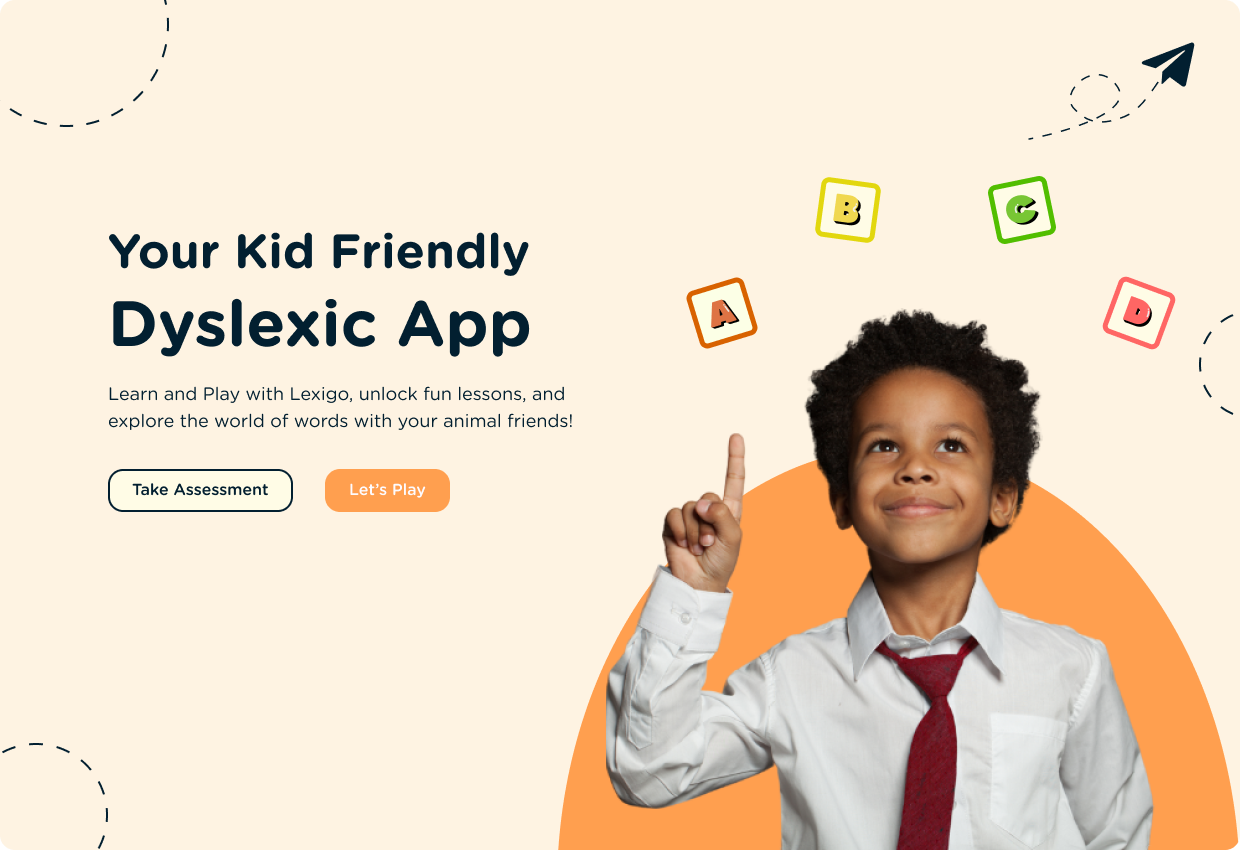 B
C
A
D
Your Kid Friendly
Dyslexic App
Learn and Play with Lexigo, unlock fun lessons, and
explore the world of words with your animal friends!
Take Assessment
Let's Play